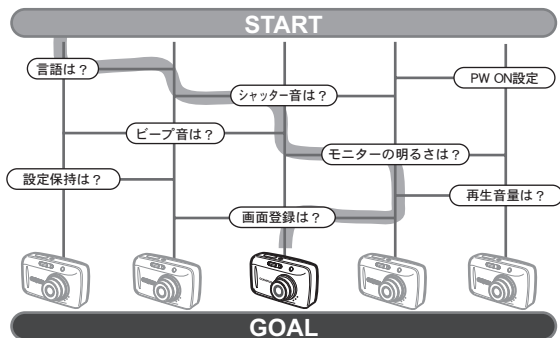 START
言語は?
PW ON設定
シャッター音は?
ビープ音は?
モニターの明るさは?
設定保持は?
再生音量は?
画面登録は?
GOAL